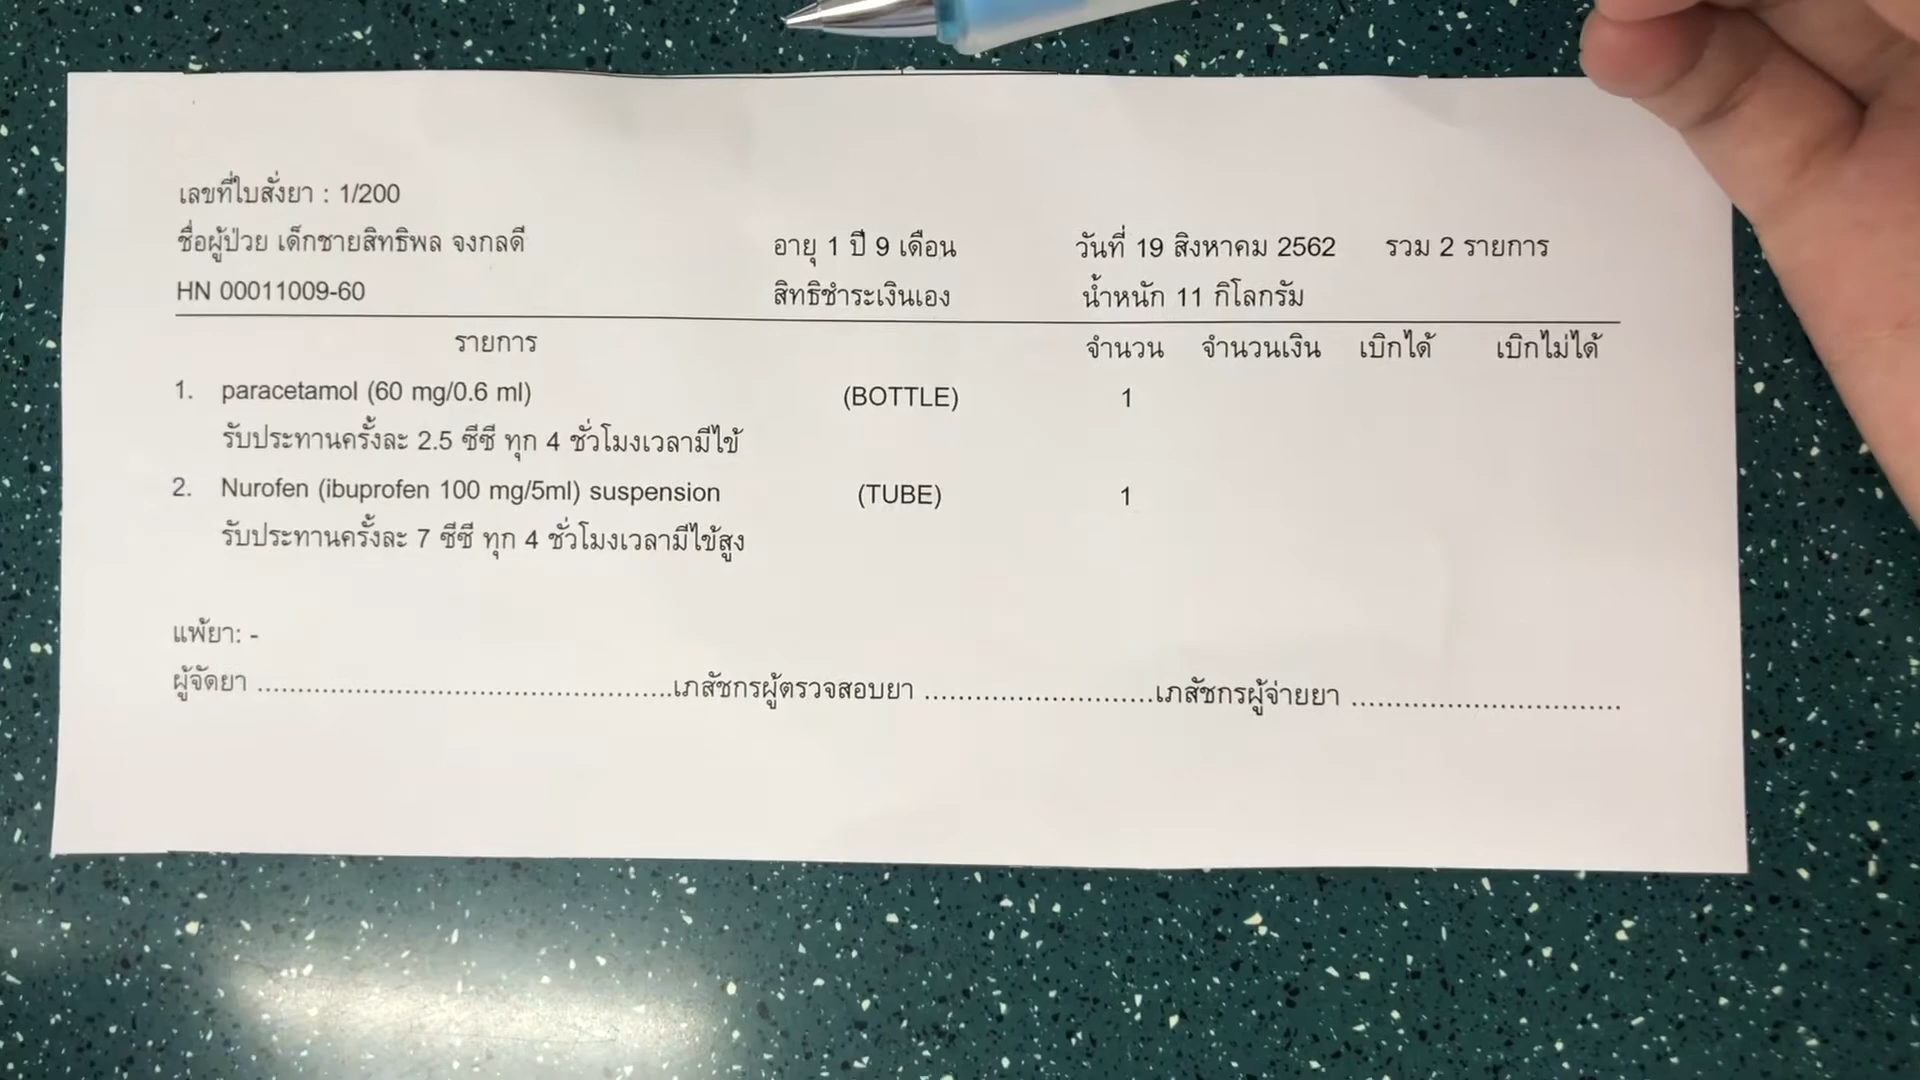 เลขที่ใบสั่งยา : 1/200
ชื่อผู้ป่วย เด็กชายสิทธิพล จงกลดี อายุ 1 ปี 9 เดือน วันที่ 19 สิงหาคม 2562 รวม 2 รายการ
HN 00011009-60 สิทธิชำระเงินเอง น้ำหนัก 11 กิโลกรัม
รายการ จำนวน จำนวนเงิน เบิกได้ เบิกไม่ได้
1. paracetamol (60 mg/0.6 ml) (BOTTLE) 1
รับประทานครั้งละ 2.5 ซีซี ทุก 4 ชั่วโมงเวลามีไข้
2. Nurofen (ibuprofen 100 mg/5ml) suspension (TUBE) 1
รับประทานครั้งละ 7 ซีซี ทุก 4 ชั่วโมงเวลามีไข้สูง
แพ้ยา: -
ผู้จัดยา ....................................................เภสัชกรผู้ตรวจสอบยา .............................เภสัชกรผู้จ่ายยา .................................